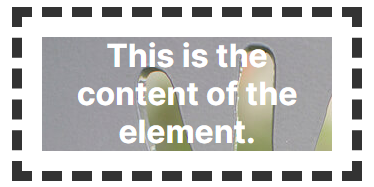 This is the
content of the
element.